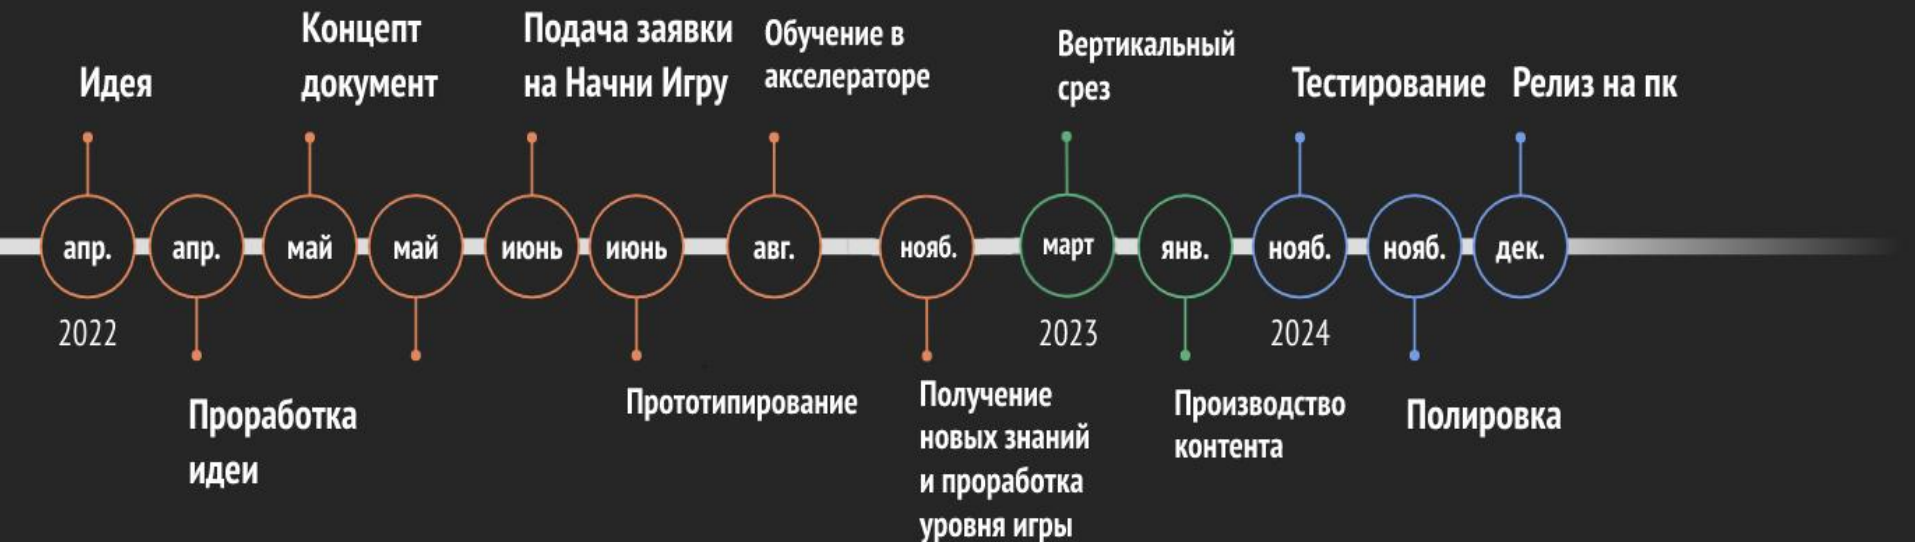 Идея
Концепт
документ
Подача заявки
на Начни Игру
Обучение в
акселераторе
Вертикальный
срез
Тестирование
Релиз на пк
апр.
апр.
май
май
июнь
июнь
авг.
нояб.
март
янв.
нояб.
нояб.
дек.
2022
2023
2024
Проработка
идеи
Прототипирование
Получение
новых знаний
и проработка
уровня игры
Производство
контента
Полировка